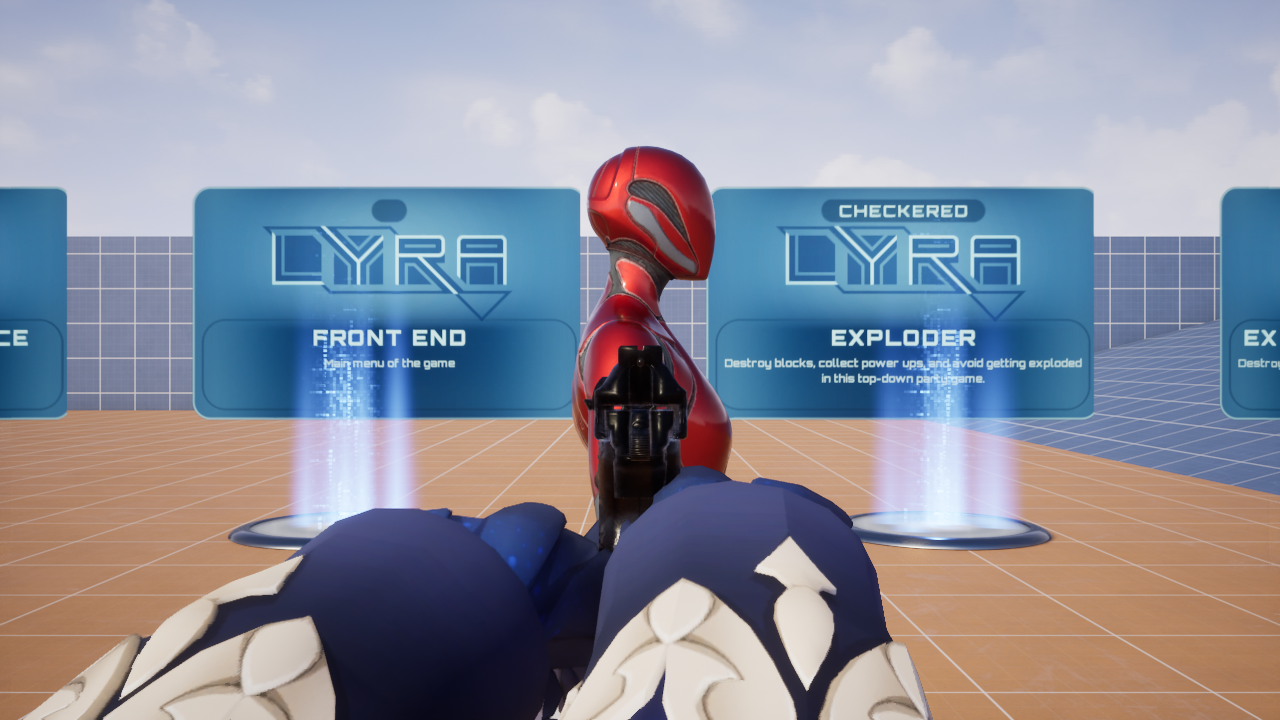 CE
LYRA
FRONT END
Main menu of the game
CHECKERED
LYRA
EXPLODER
Destroy blocks, collect power ups, and avoid getting exploded
in this top-down party game.
EX
Destroy